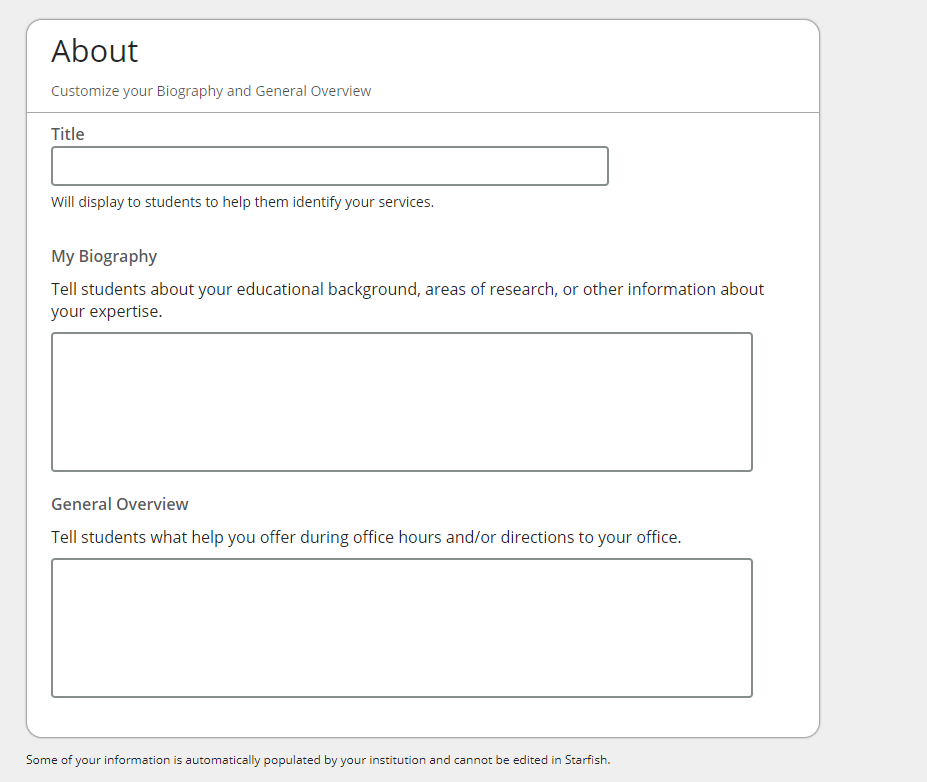 About
Customize your Biography and General Overview
Title
Will display to students to help them identify your services.
My Biography
Tell students about your educational background, areas of research, or other information about
your expertise.
General Overview
Tell students what help you offer during office hours and/or directions to your office.
Some of your information is automatically populated by your institution and cannot be edited in Starfish.